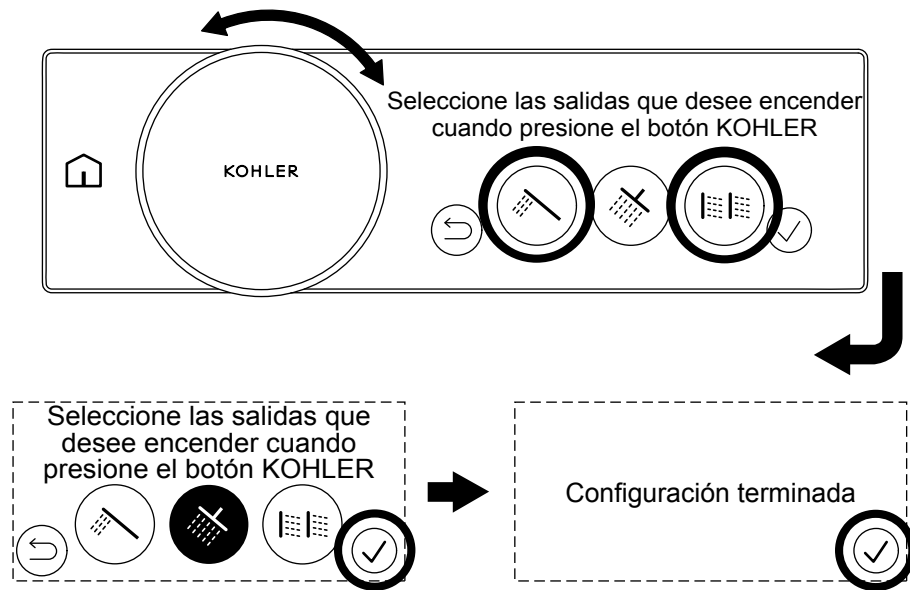 Seleccione las salidas que desee encender
cuando presione el botón KOHLER
KOHLER
Seleccione las salidas que
desee encender cuando
presione el botón KOHLER
Configuración terminada